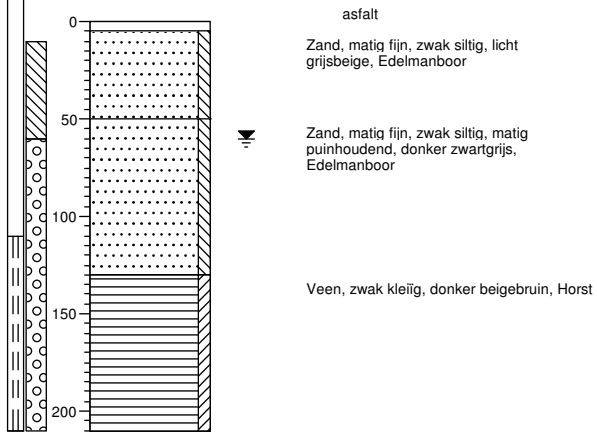 asfalt
0
Zand, matig fijn, zwak siltig, licht
grijsbeige, Edelmanboor
50
Zand, matig fijn, zwak siltig, matig
puinhoudend, donker zwartgrijs,
Edelmanboor
100
Veen, zwak kleiïg, donker beigebruin, Horst
150
200